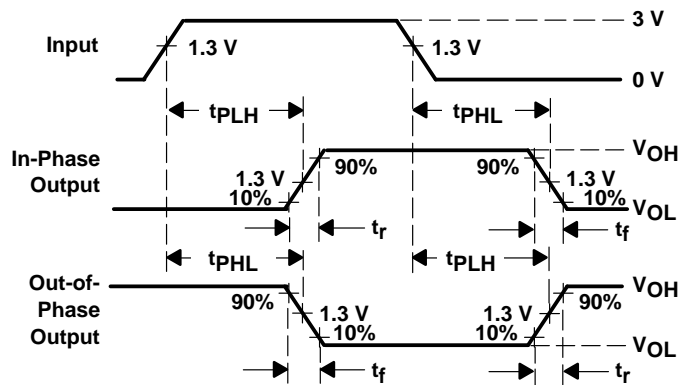 3 V
Input
1.3 V
1.3 V
0 V
tPLH
tPHL
VOH
In-Phase
Output
90%
90%
1.3 V
1.3 V
10%
10%
VOL
tr
tf
tPHL
tPLH
Out-of-
Phase
Output
VOH
90%
90%
1.3 V
1.3 V
10%
10%
VOL
tf
tr